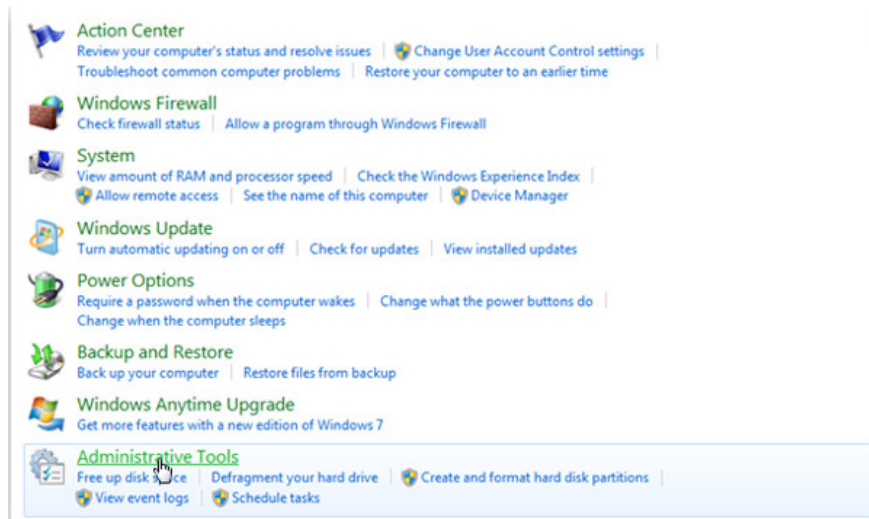 Action Center
Review your computer's status and resolve issues | Change User Account Control settings |
Troubleshoot common computer problems | Restore your computer to an earlier time
Windows Firewall
Check firewall status | Allow a program through Windows Firewall
System
View amount of RAM and processor speed | Check the Windows Experience Index |
Allow remote access | See the name of this computer | Device Manager
Windows Update
Turn automatic updating on or off | Check for updates | View installed updates
Power Options
Require a password when the computer wakes | Change what the power buttons do |
Change when the computer sleeps
Backup and Restore
Back up your computer | Restore files from backup
Windows Anytime Upgrade
Get more features with a new edition of Windows 7
Administrative Tools
Free up disk space | Defragment your hard drive | Create and format hard disk partitions |
View event logs | Schedule tasks